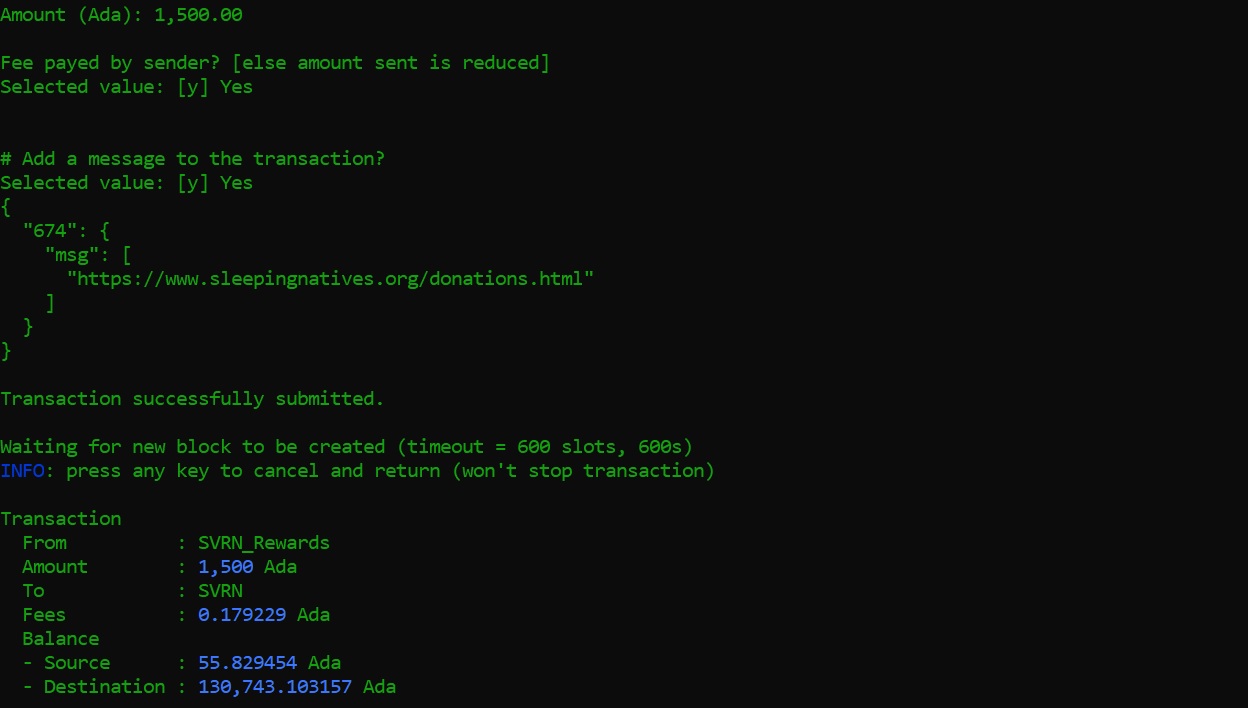 Amount (Ada): 1,500.00
Fee payed by sender? [else amount sent is reduced]
Selected value: [y] Yes
# Add a message to the transaction?
Selected value: [y] Yes
{
"674": {
"msg": [
"https://www.sleepingnatives.org/donations.html"
]
}
}
Transaction successfully submitted.
Waiting for new block to be created (timeout = 600 slots, 600s)
INFO: press any key to cancel and return (won't stop transaction)
Transaction
From : SVRN_Rewards
Amount : 1,500 Ada
To : SVRN
Fees : 0.179229 Ada
Balance
- Source : 55.829454 Ada
- Destination : 130,743.103157 Ada